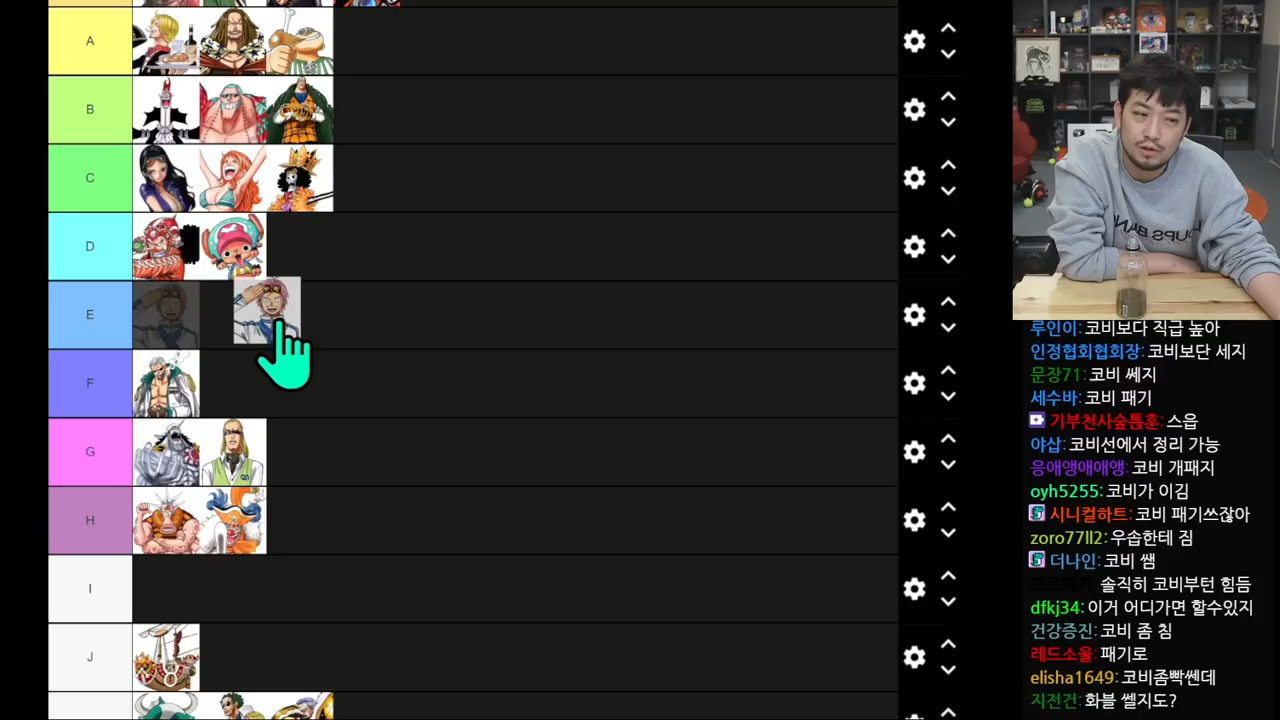 A
B
C
D
E
F
G
H
I
J
루인이: 코비보다 직급 높아
인정협회협회장: 코비보단 세지
문장71: 코비 쎄지
세수바: 코비 패기
기부천사숲튽훈: 스읍
야삽: 코비선에서 정리 가능
응애앵애애앵: 코비 개패지
oyh5255: 코비가 이김
시니컬하트: 코비 패기쓰잖아
zoro77ll2: 우솝한테 짐
더나인: 코비 쌤
솔직히 코비부턴 힘듬
dfkj34: 이거 어디가면 할수있지
건강증진: 코비 좀 침
레드소울: 패기로
elisha1649: 코비좀빡쎈데
지전건: 화불 쎌지도?